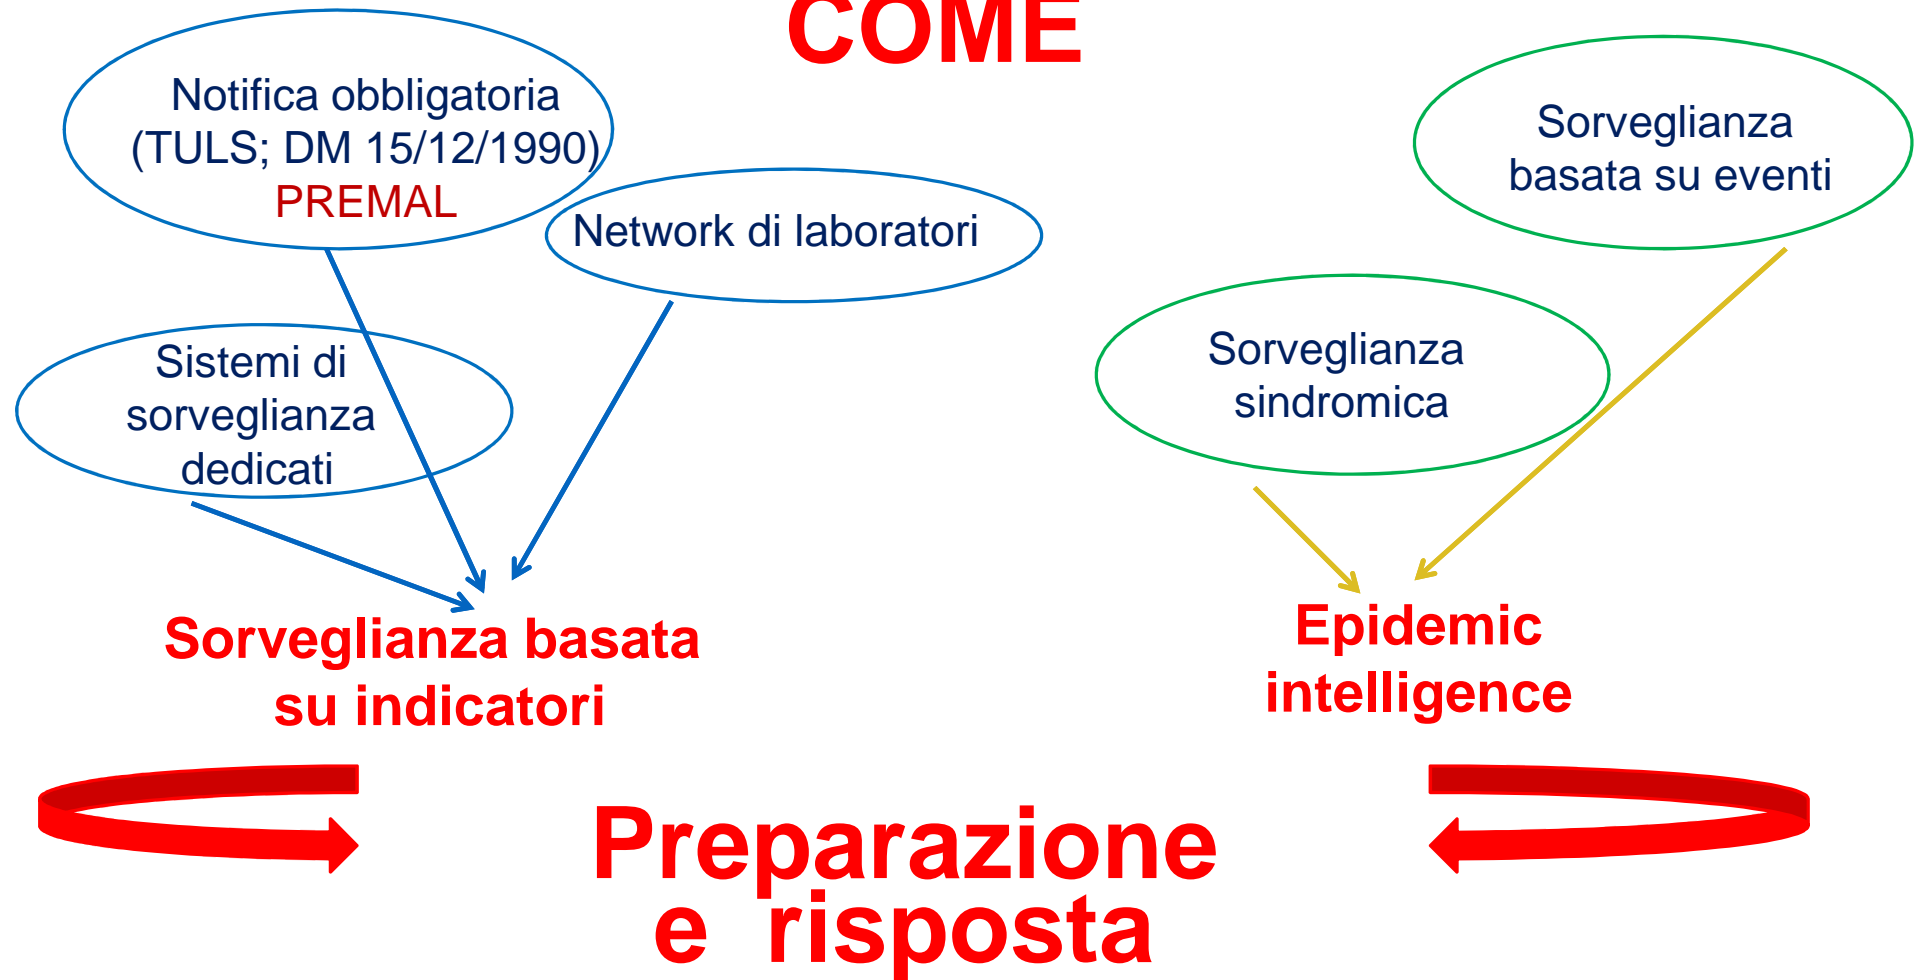 COME
Notifica obbligatoria
(TULS; DM 15/12/1990)
PREMAL
Network di laboratori
Sistemi di
sorveglianza
dedicati
Sorveglianza basata
su indicatori
Sorveglianza
basata su eventi
Sorveglianza
sindromica
Epidemic
intelligence
Preparazione
e risposta